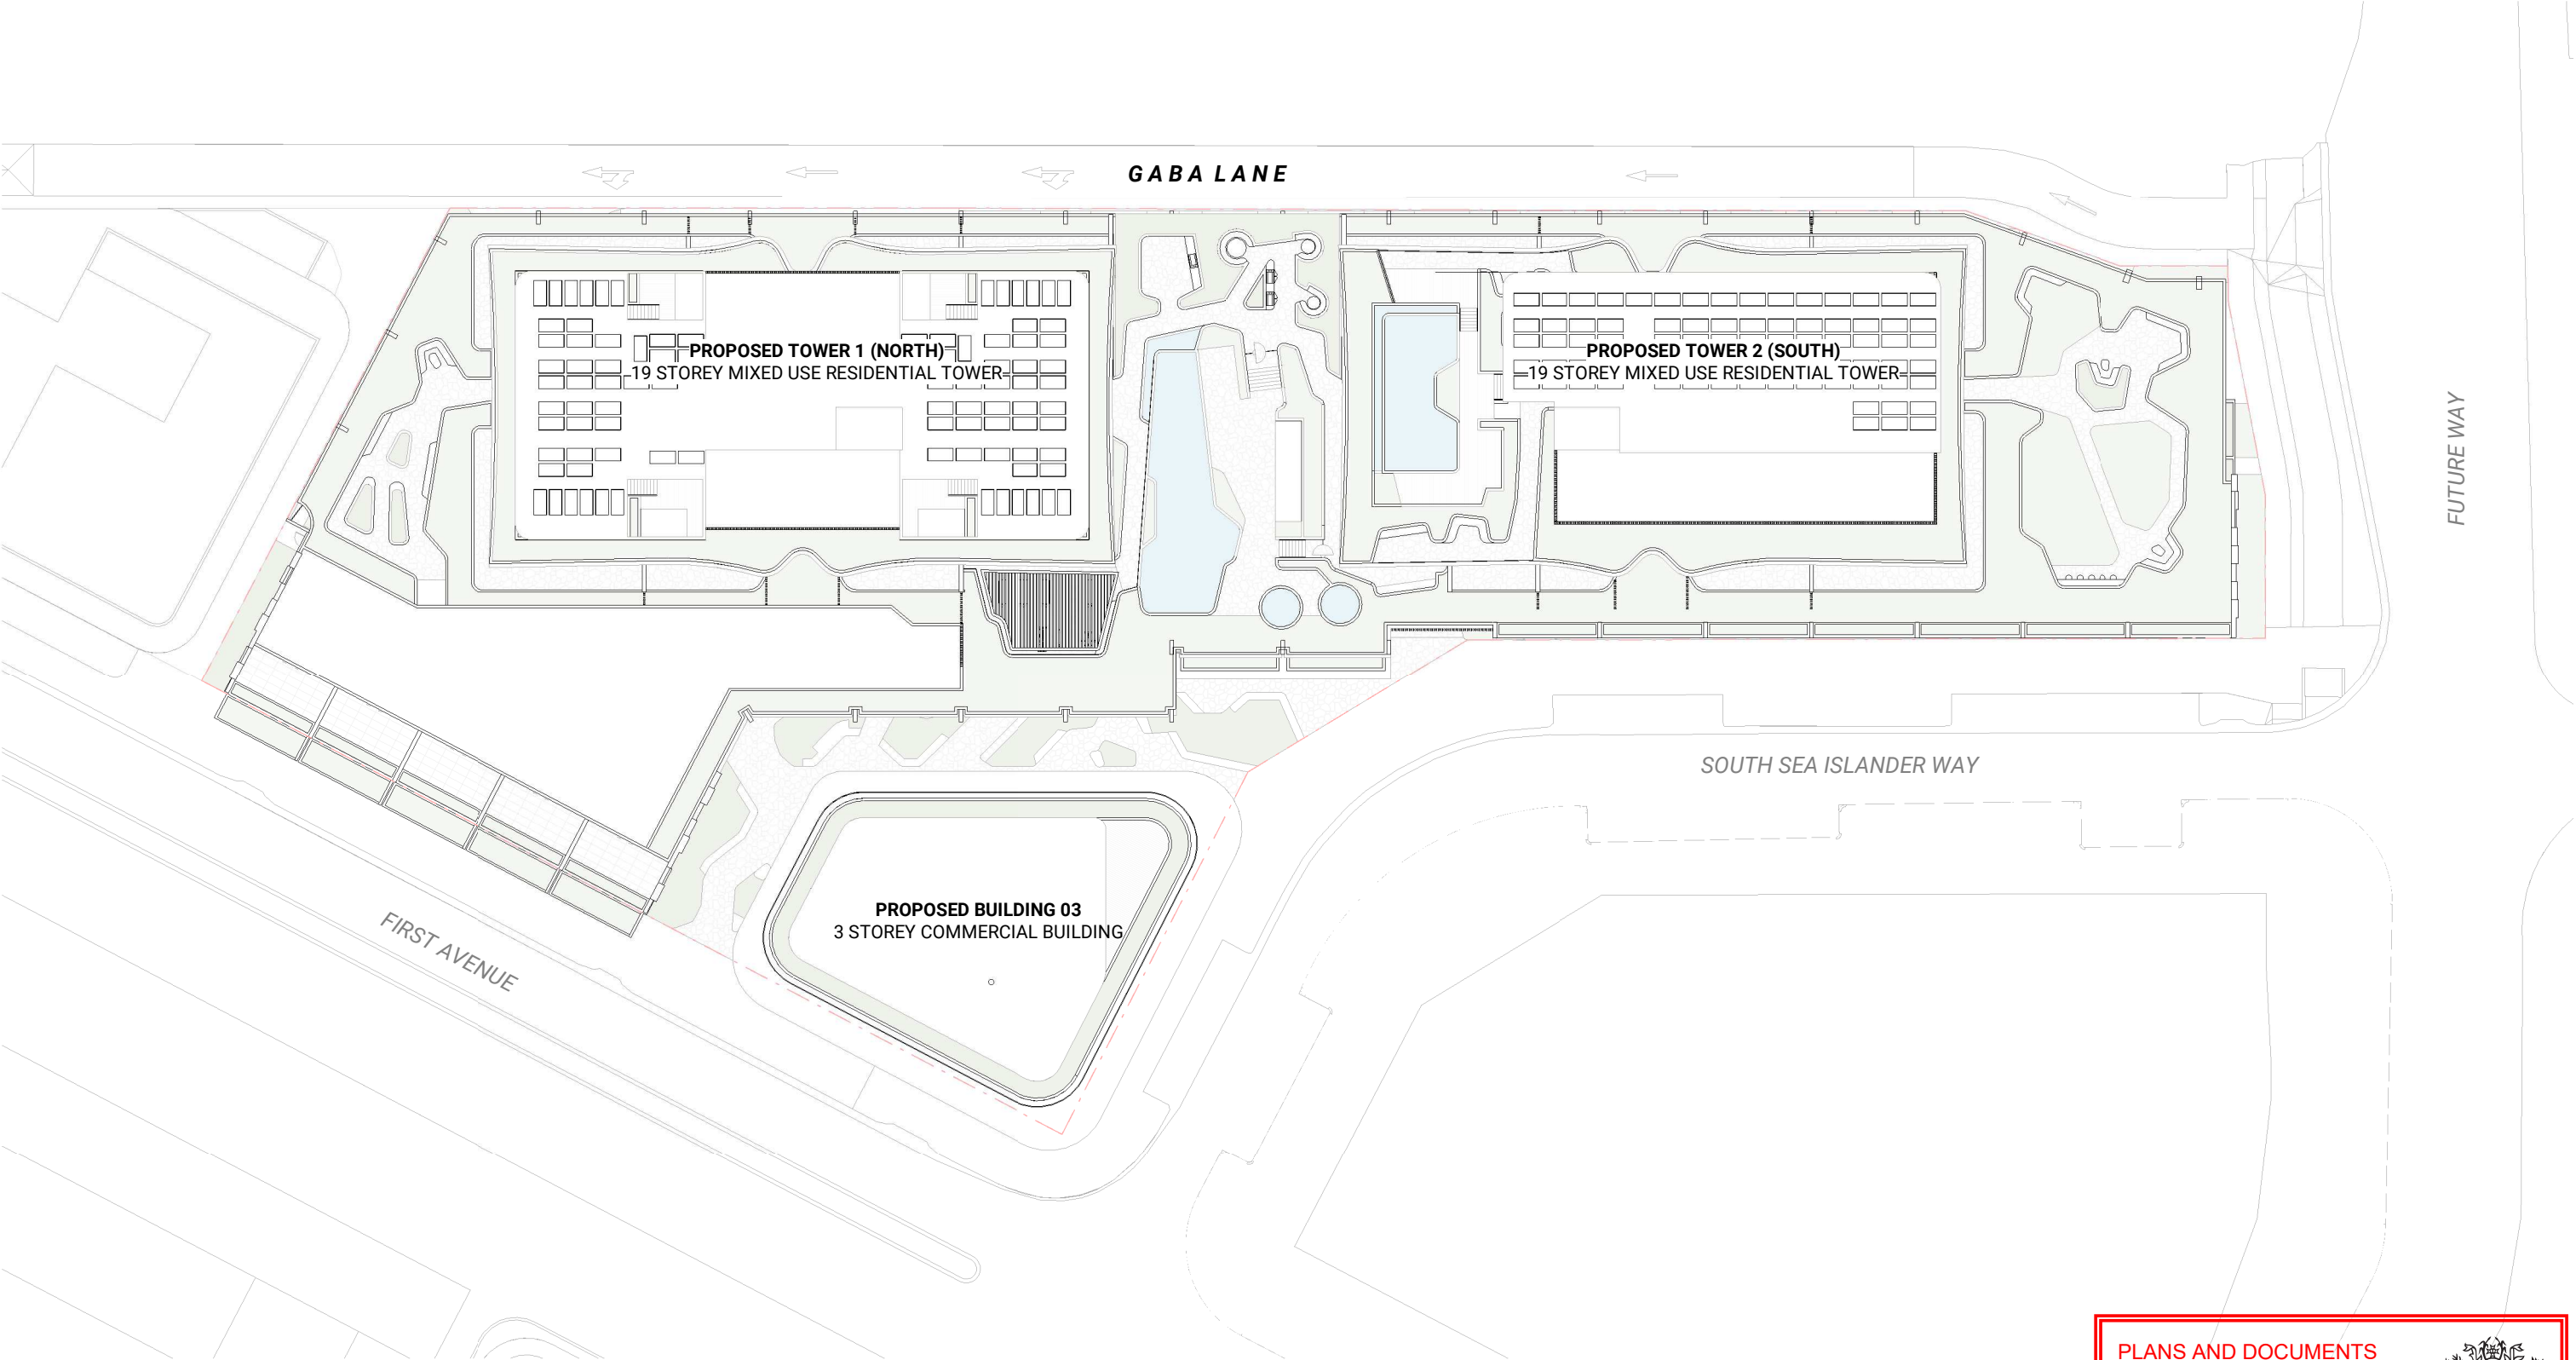 GABA LANE
PROPOSED TOWER 1 (NORTH)
19 STOREY MIXED USE RESIDENTIAL TOWER
PROPOSED TOWER 2 (SOUTH)
19 STOREY MIXED USE RESIDENTIAL TOWER
FUTURE WAY
SOUTH SEA ISLANDER WAY
PROPOSED BUILDING 03
3 STOREY COMMERCIAL BUILDING
FIRST AVENUE
PLANS AND DOCUMENTS